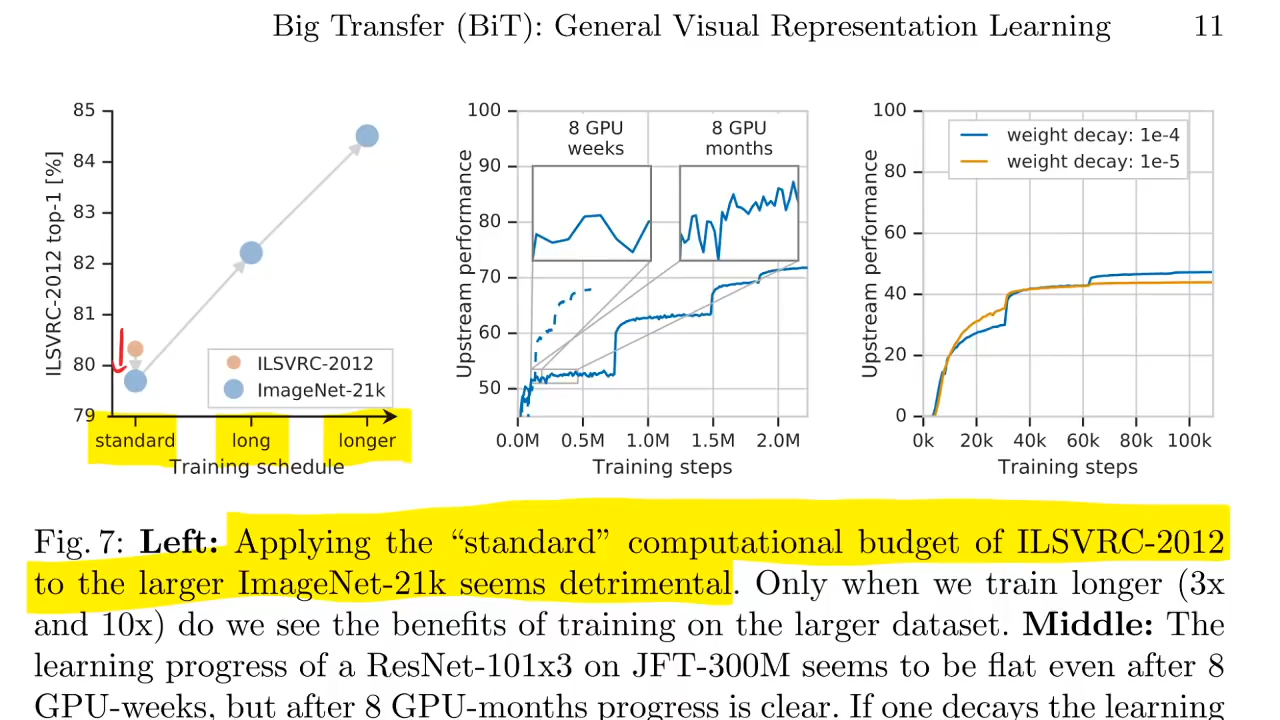 Big Transfer (BiT): General Visual Representation Learning 11
85
84
83
82
81
80
79
ILSVRC-2012 top-1 [%]
ILSVRC-2012
ImageNet-21k
standard long longer
Training schedule
100
90
80
70
60
50
Upstream performance
8 GPU
weeks
8 GPU
months
0.0M 0.5M 1.0M 1.5M 2.0M
Training steps
100
80
60
40
20
0
Upstream performance
weight decay: 1e-4
weight decay: 1e-5
0k 20k 40k 60k 80k 100k
Training steps
Fig. 7: Left: Applying the “standard” computational budget of ILSVRC-2012
to the larger ImageNet-21k seems detrimental. Only when we train longer (3x
and 10x) do we see the benefits of training on the larger dataset. Middle: The
learning progress of a ResNet-101x3 on JFT-300M seems to be flat even after 8
GPU-weeks, but after 8 GPU-months progress is clear. If one decays the learning